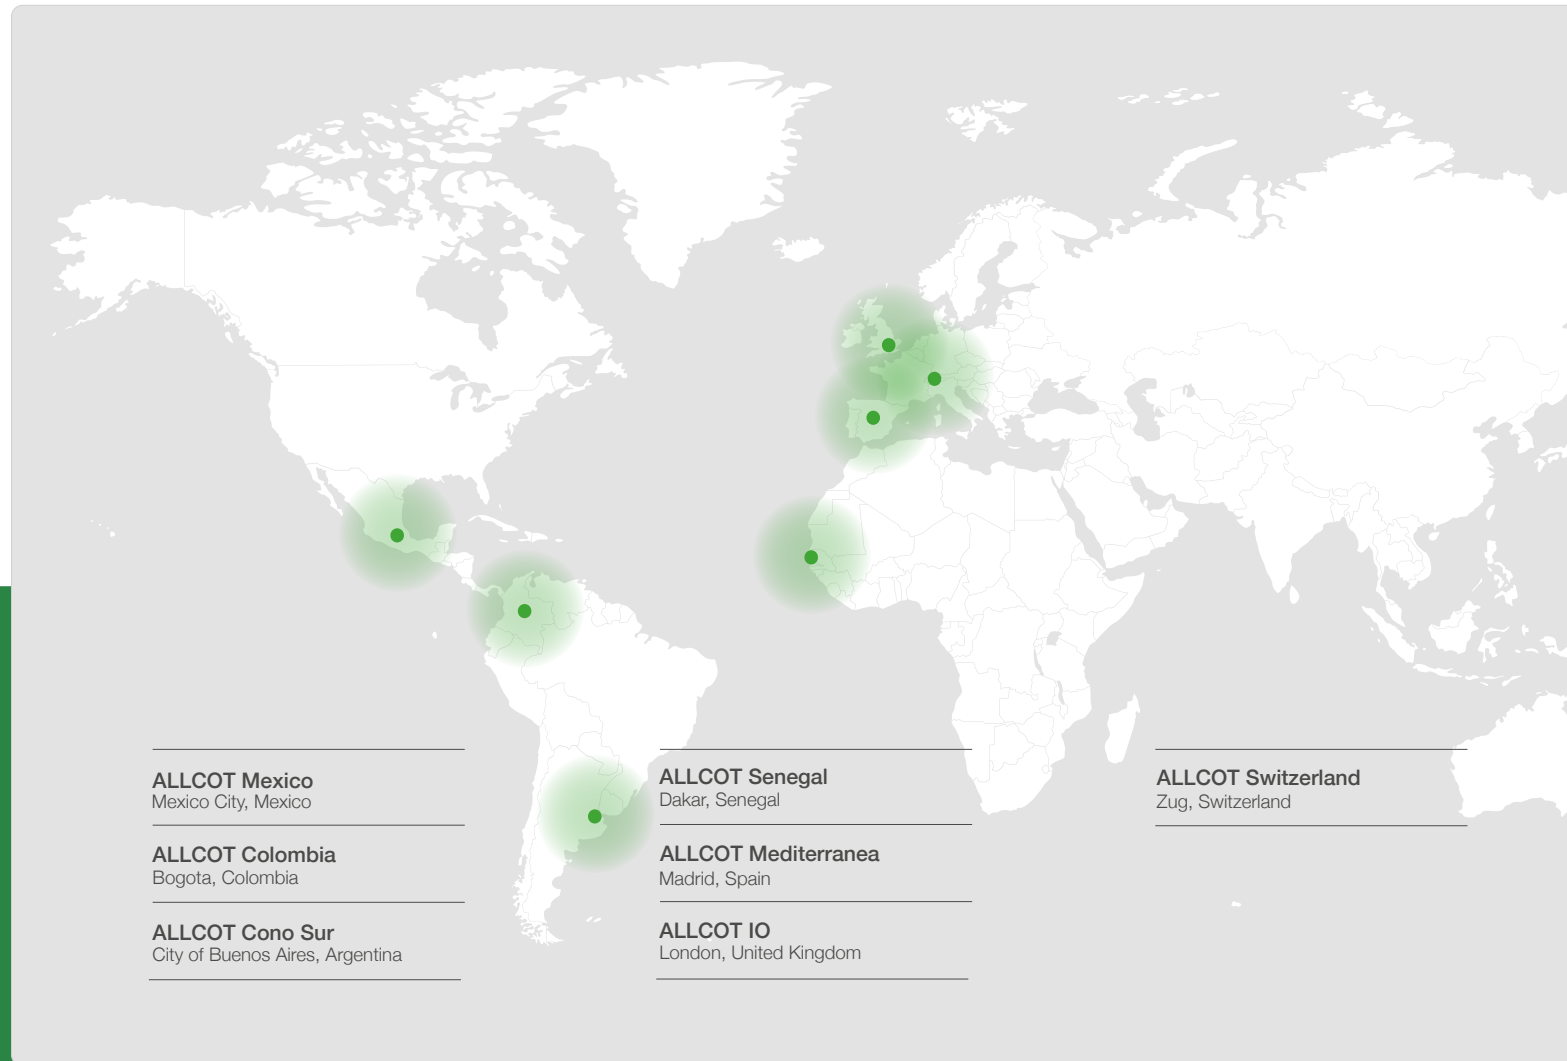 ALLCOT Mexico
Mexico City, Mexico
ALLCOT Colombia
Bogota, Colombia
ALLCOT Cono Sur
City of Buenos Aires, Argentina
ALLCOT Senegal
Dakar, Senegal
ALLCOT Mediterranea
Madrid, Spain
ALLCOT IO
London, United Kingdom
ALLCOT Switzerland
Zug, Switzerland